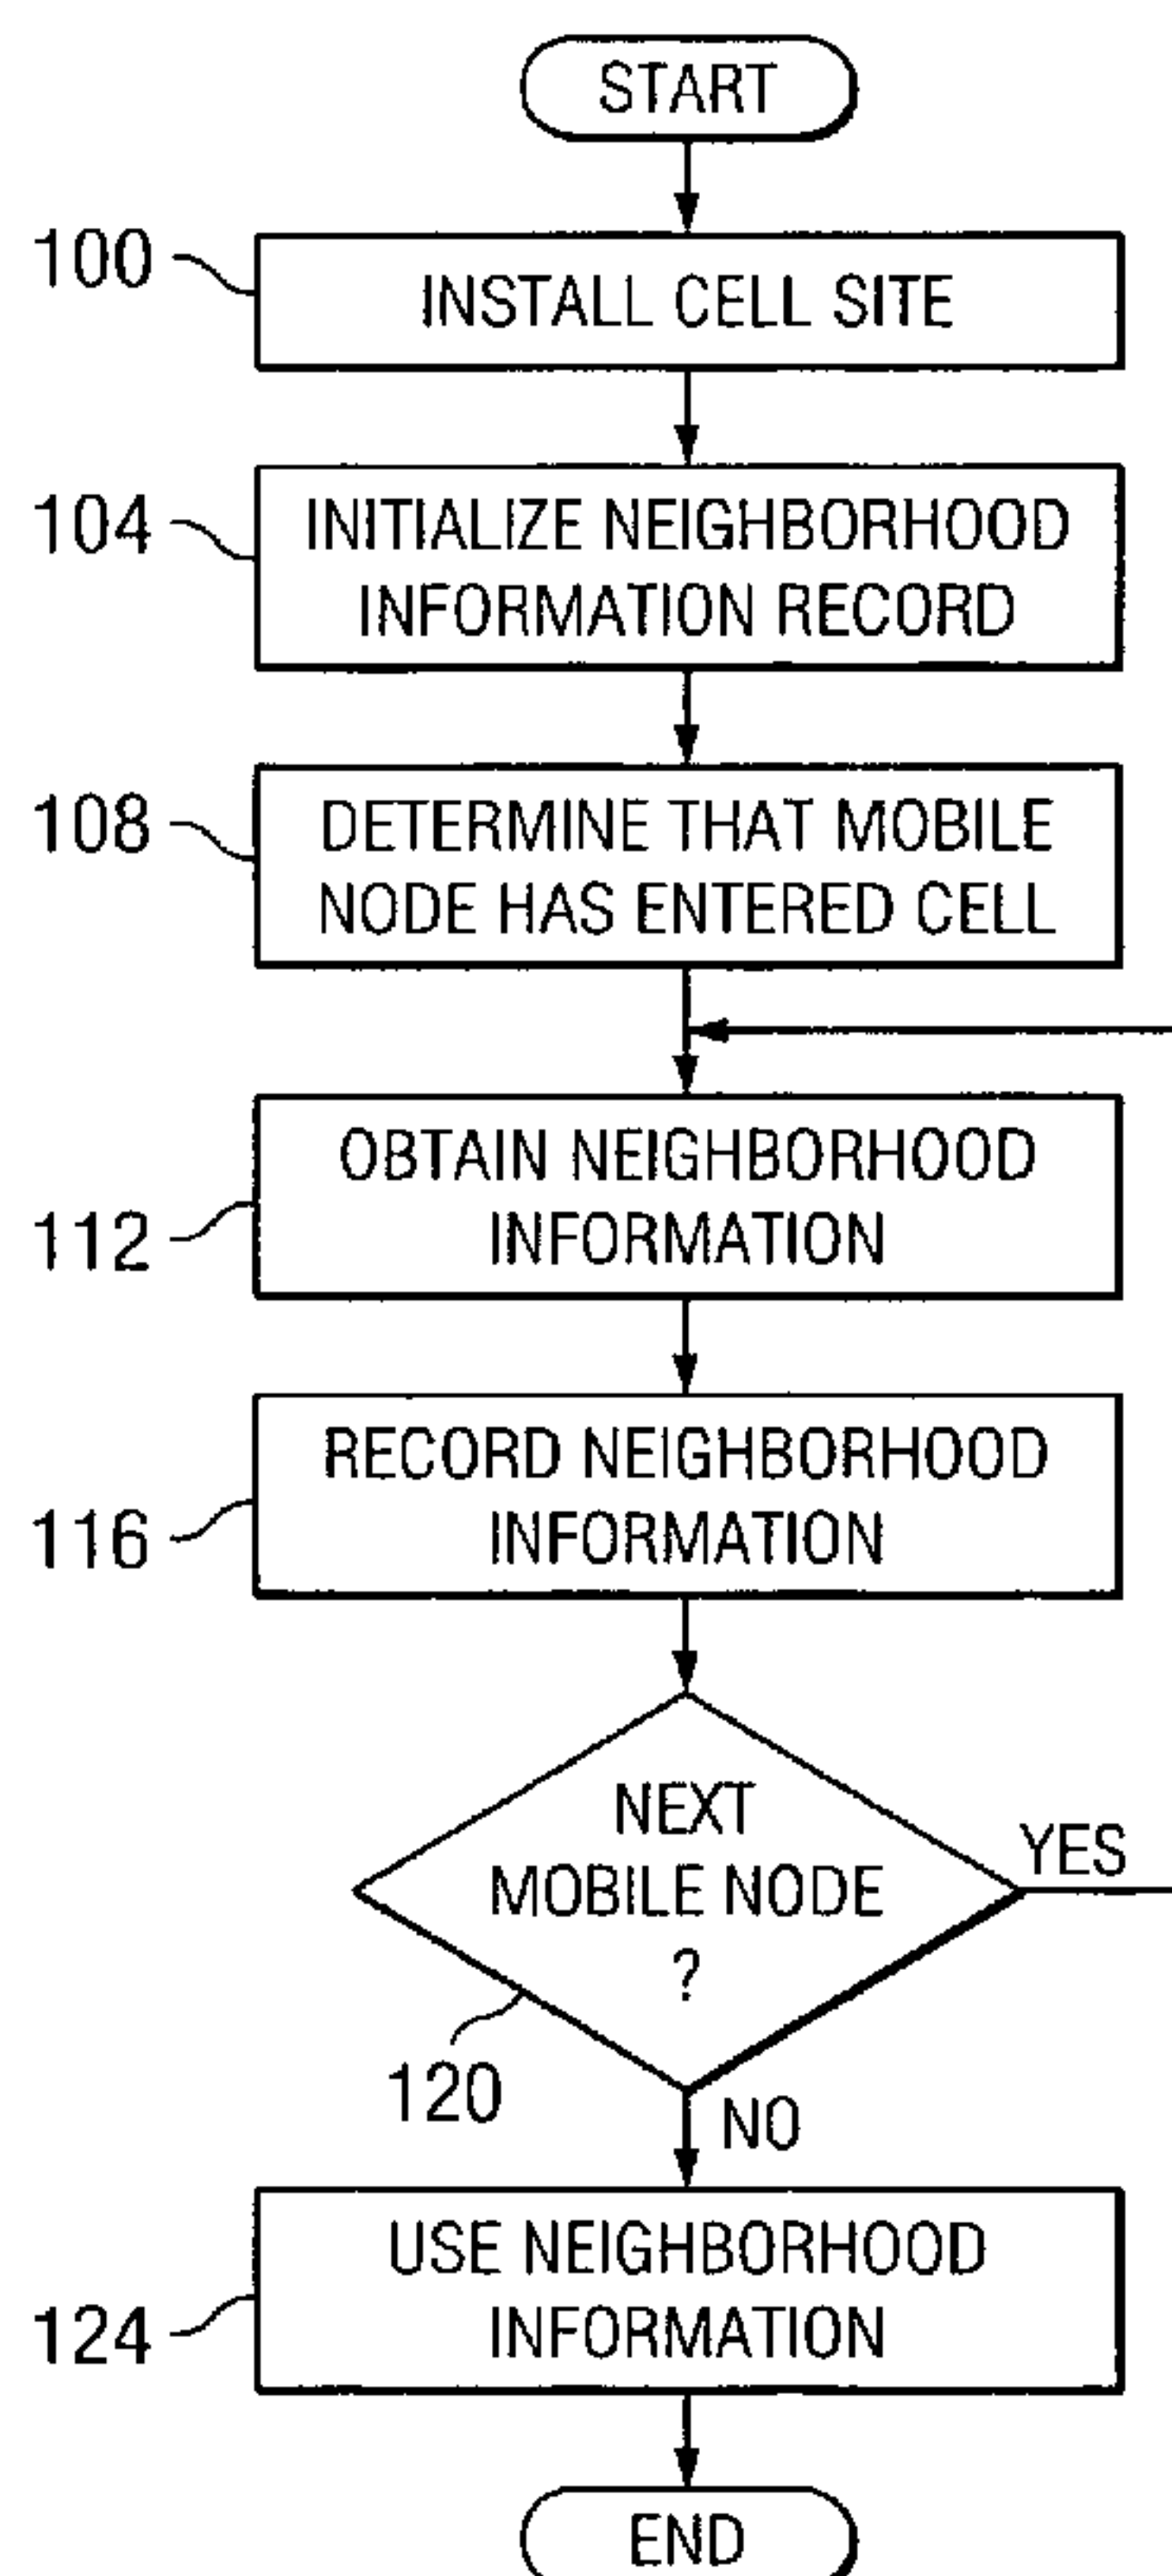 START
100
INSTALL CELL SITE
104
INITIALIZE NEIGHBORHOOD
INFORMATION RECORD
108
DETERMINE THAT MOBILE
NODE HAS ENTERED CELL
OBTAIN NEIGHBORHOOD
INFORMATION
112
RECORD NEIGHBORHOOD
INFORMATION
116
NEXT
MOBILE NODE
?
YES
120
NO
USE NEIGHBORHOOD
INFORMATION
124
END